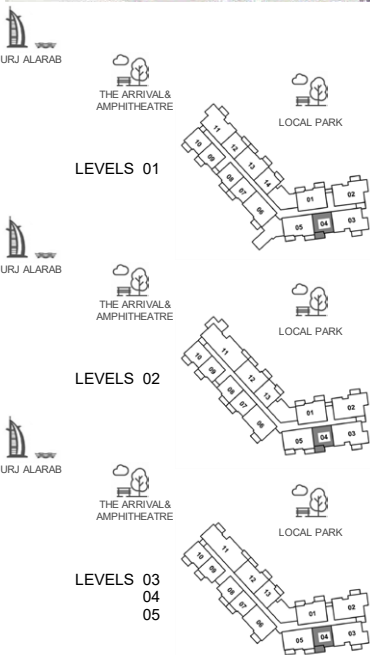 URJ ALARAB
THE ARRIVAL&
AMPHITHEATRE
LOCAL PARK
LEVELS 01
11
10
12
09
13
14
08
07
06
01
02
05
04
03
URJ ALARAB
THE ARRIVAL&
AMPHITHEATRE
LOCAL PARK
LEVELS 02
11
10
09
12
13
08
07
06
01
02
05
04
03
URJ ALARAB
THE ARRIVAL&
AMPHITHEATRE
LOCAL PARK
LEVELS 03
04
05
11
10
09
12
13
08
07
06
01
02
05
04
03